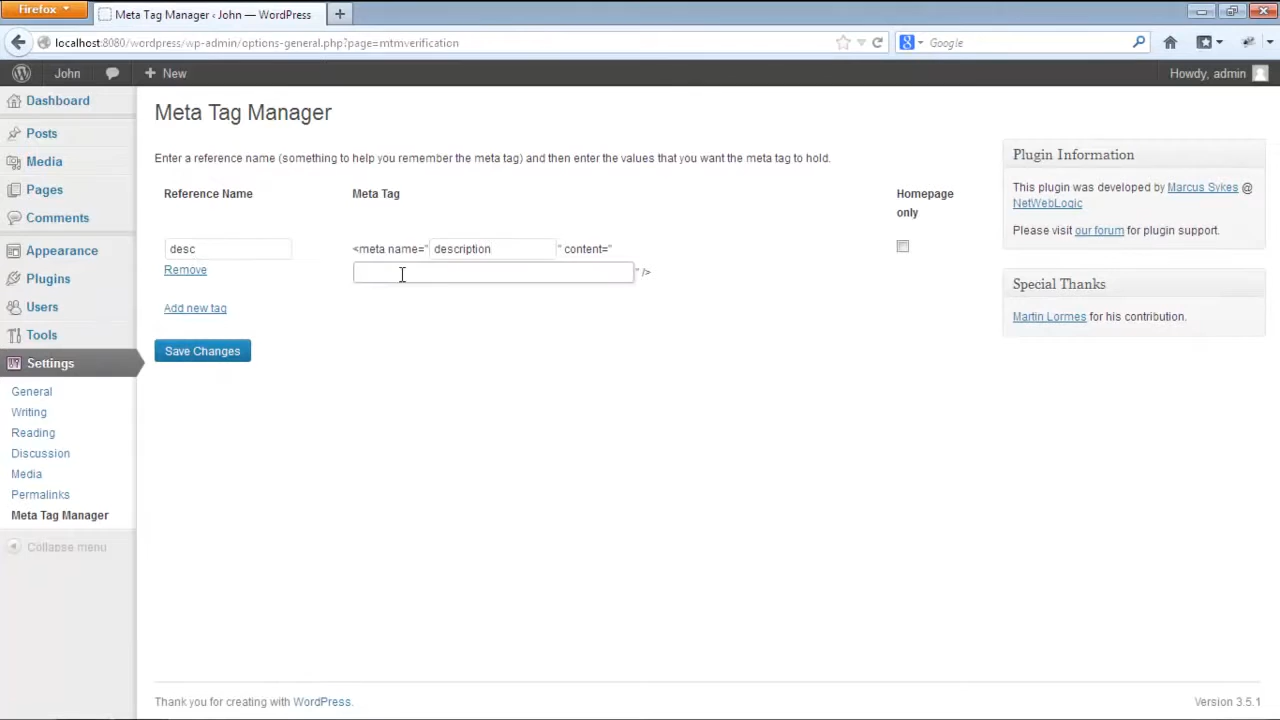 Firefox
Meta Tag Manager ‹ John — WordPress
localhost:8080/wordpress/wp-admin/options-general.php?page=mtmverification
Google
John
New
Howdy, admin
Dashboard
Posts
Media
Pages
Comments
Appearance
Plugins
Users
Tools
Settings
General
Writing
Reading
Discussion
Media
Permalinks
Meta Tag Manager
Collapse menu
Meta Tag Manager
Enter a reference name (something to help you remember the meta tag) and then enter the values that you want the meta tag to hold.
Reference Name
Meta Tag
Homepage
only
desc
<meta name=" description " content="
" />
Remove
Add new tag
Save Changes
Plugin Information
This plugin was developed by Marcus Sykes @
NetWebLogic
Please visit our forum for plugin support.
Special Thanks
Martin Lormes for his contribution.
Thank you for creating with WordPress.
Version 3.5.1